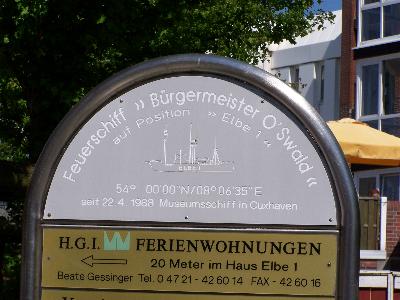 Feuerschiff » Bürgermeister O'Swald «
auf Position „ Elbe 1 "
ELBE 1
54° 00'00"N/08°06'35"E
seit 22.4.1988 Museumsschiff in Cuxhaven
H.G.I. FERIENWOHNUNGEN
20 Meter im Haus Elbe 1
Beate Gessinger Tel. 0 47 21 - 42 60 14 FAX - 42 60 16